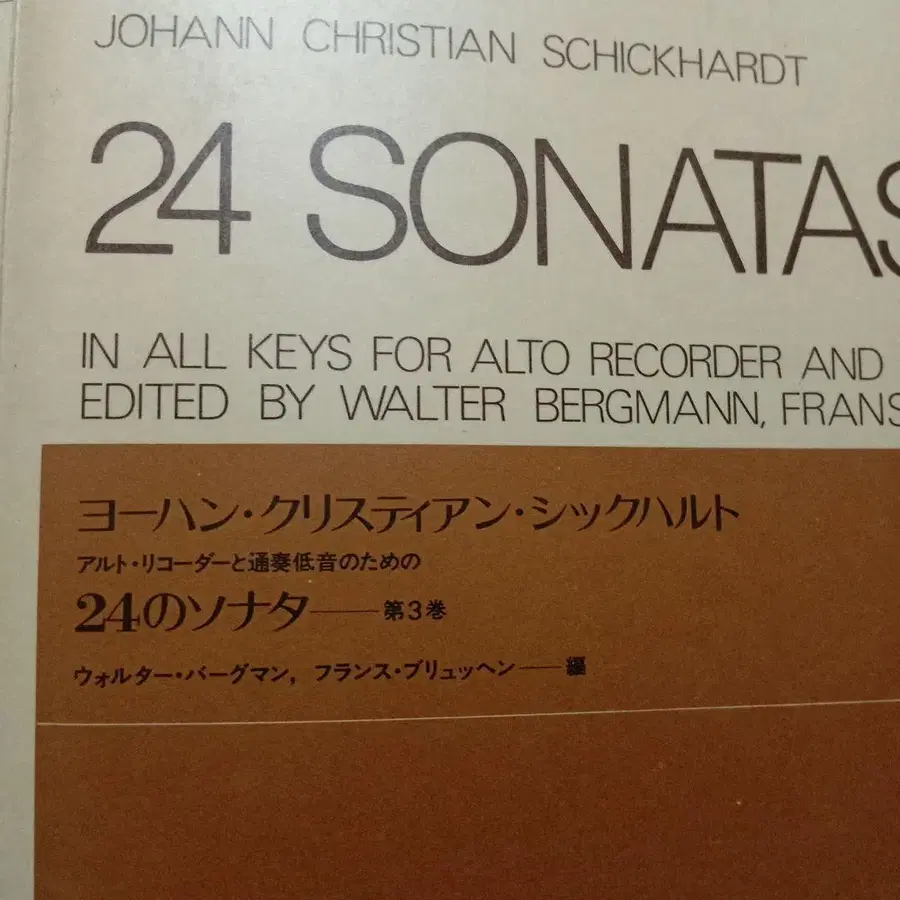 JOHANN CHRISTIAN SCHICKHARDT
24 SONATAS
IN ALL KEYS FOR ALTO RECORDER AND
EDITED BY WALTER BERGMANN, FRANS
ヨーハン・クリスティアン・シックハルト
アルト・リコーダーと通奏低音のための
24のソナタ——第3巻
ウォルター・バーグマン, フランス・ブリュッヘン——編